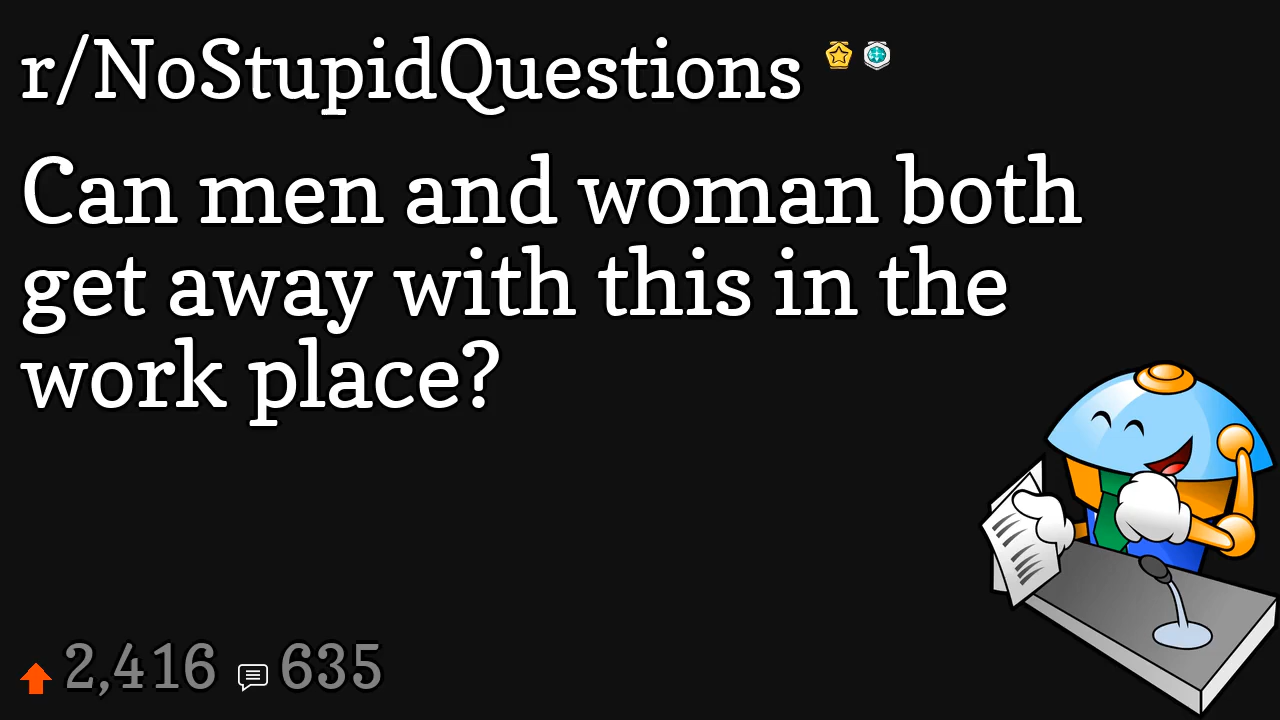 r/NoStupidQuestions
Can men and woman both
get away with this in the
work place?
2,416 635